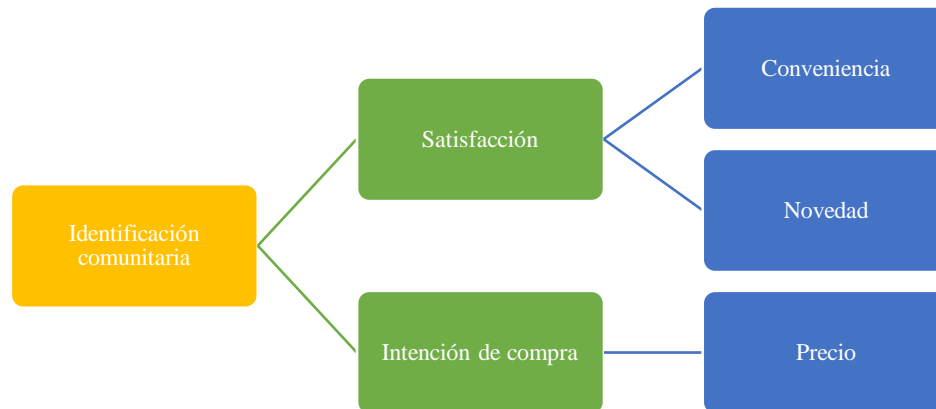 Identificación
comunitaria
Satisfacción
Conveniencia
Novedad
Intención de compra
Precio